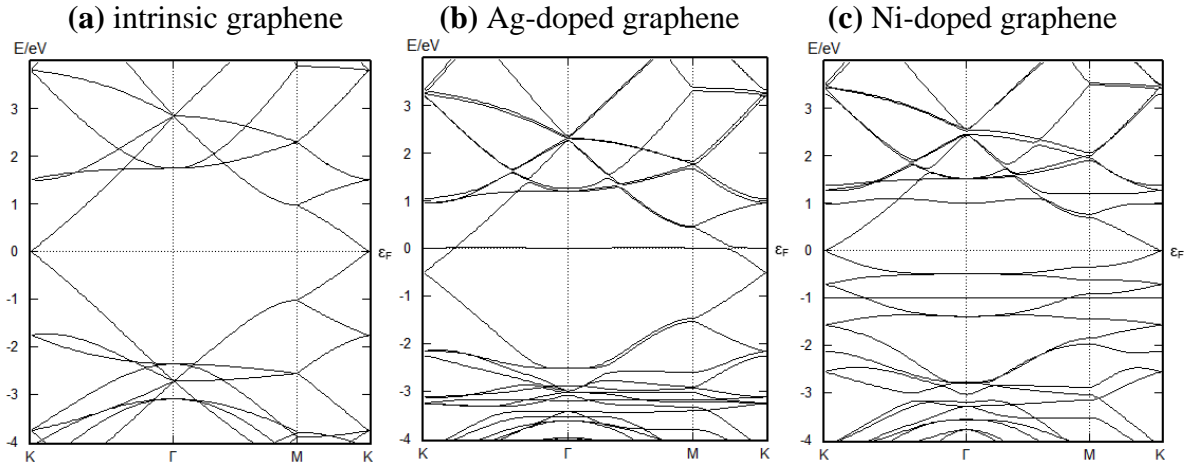 (a) intrinsic graphene
(b) Ag-doped graphene
(c) Ni-doped graphene
E/eV
3
2
1
0
-1
-2
-3
-4
K
Γ
M
K
εF
E/eV
3
2
1
0
-1
-2
-3
-4
K
Γ
M
K
εF
E/eV
3
2
1
0
-1
-2
-3
-4
K
Γ
M
K
εF